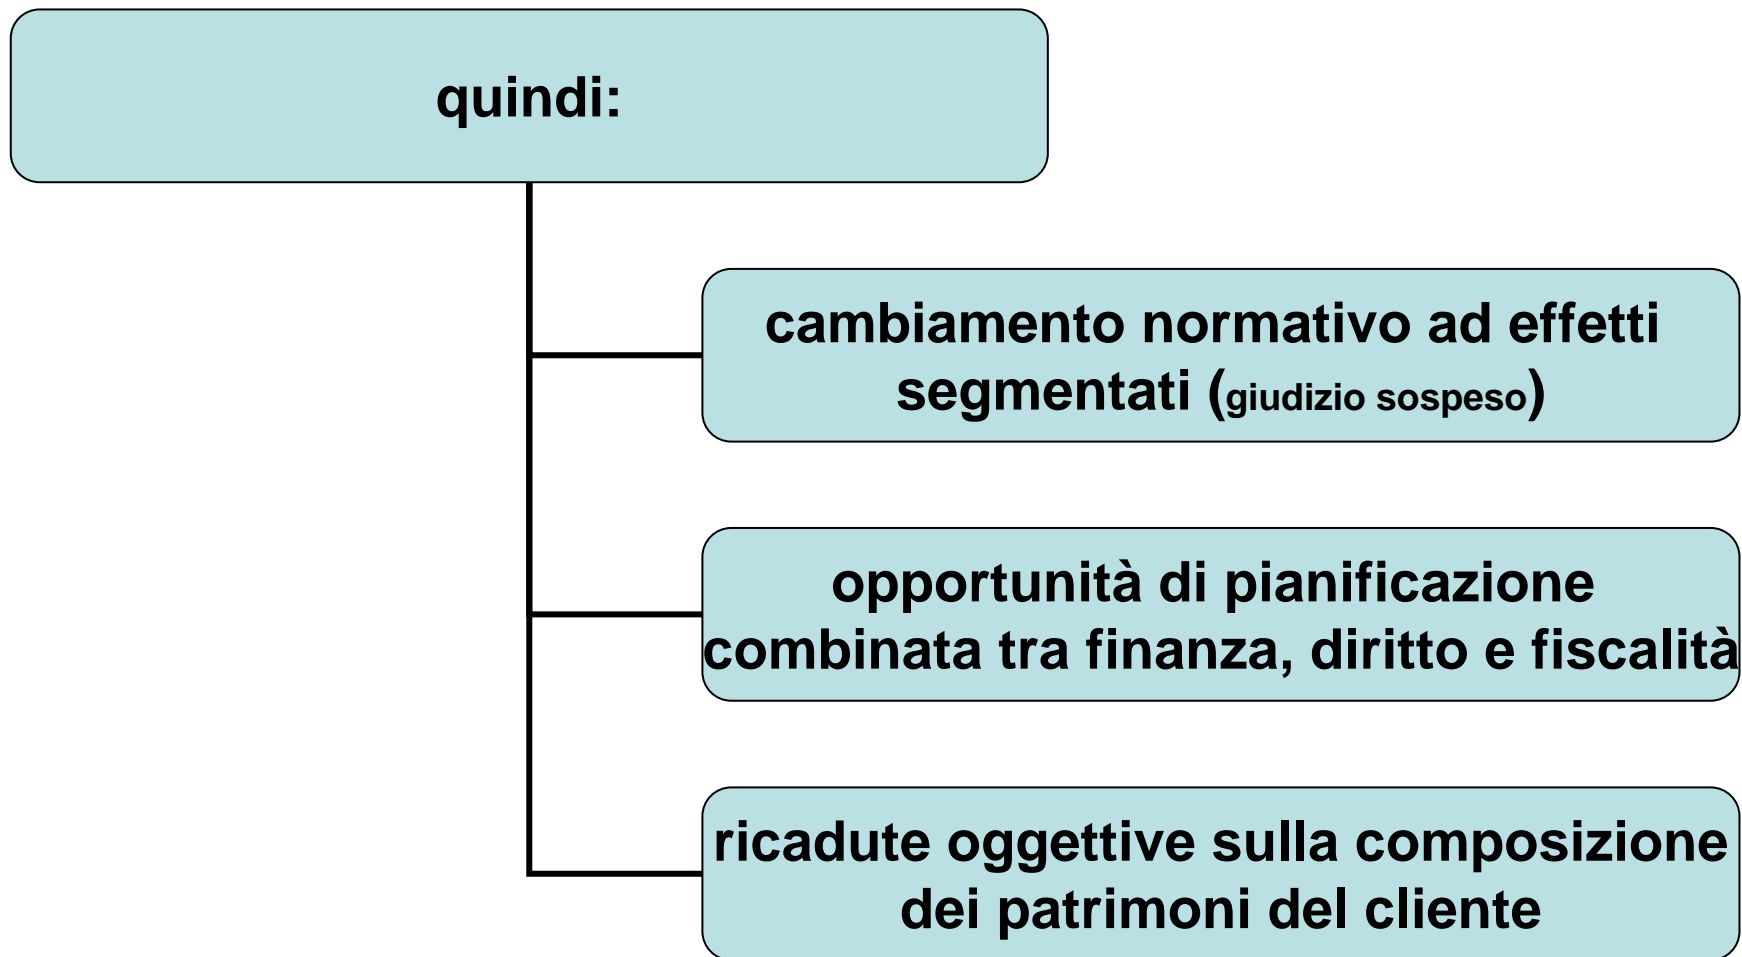 quindi:
cambiamento normativo ad effetti
segmentati (giudizio sospeso)
opportunità di pianificazione
combinata tra finanza, diritto e fiscalità
ricadute oggettive sulla composizione
dei patrimoni del cliente